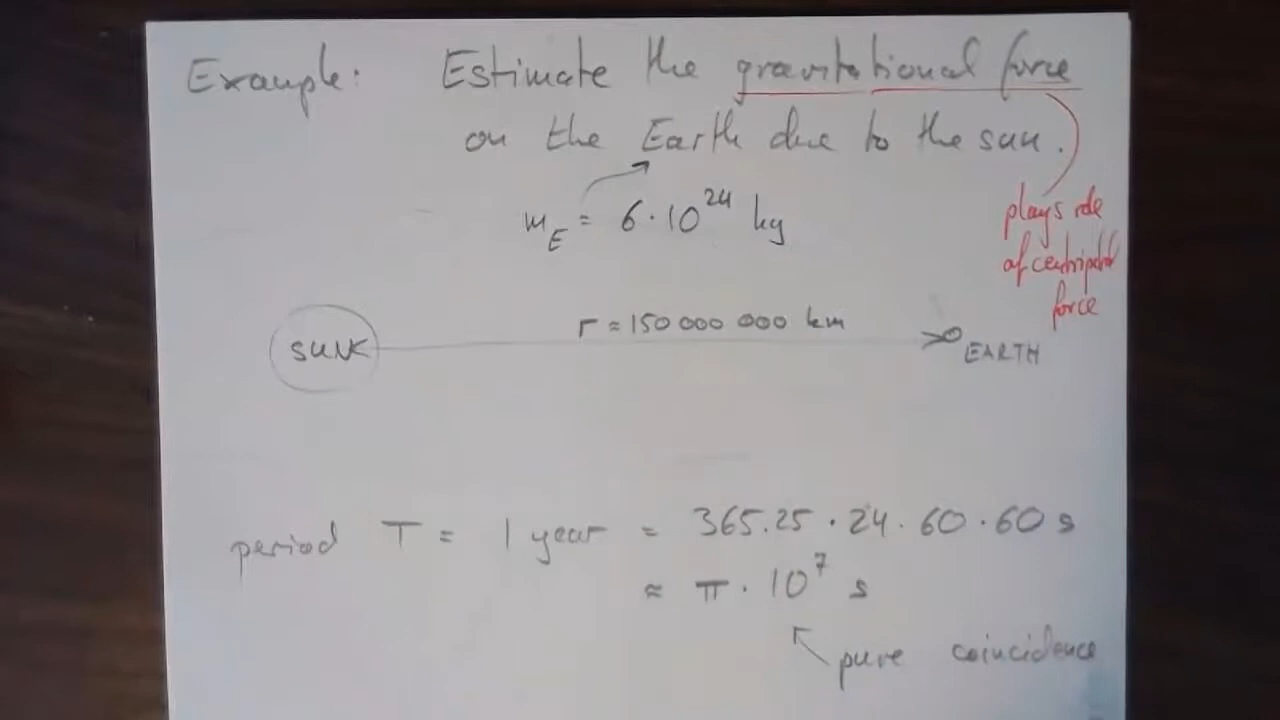 Example: Estimate the gravitational force
on the Earth due to the sun.
m_E = 6·10^24 kg
plays role
of centripetal
force
r = 150 000 000 km
SUN
EARTH
period T = 1 year = 365.25 · 24 · 60 · 60 s
≈ π · 10^7 s
pure coincidence